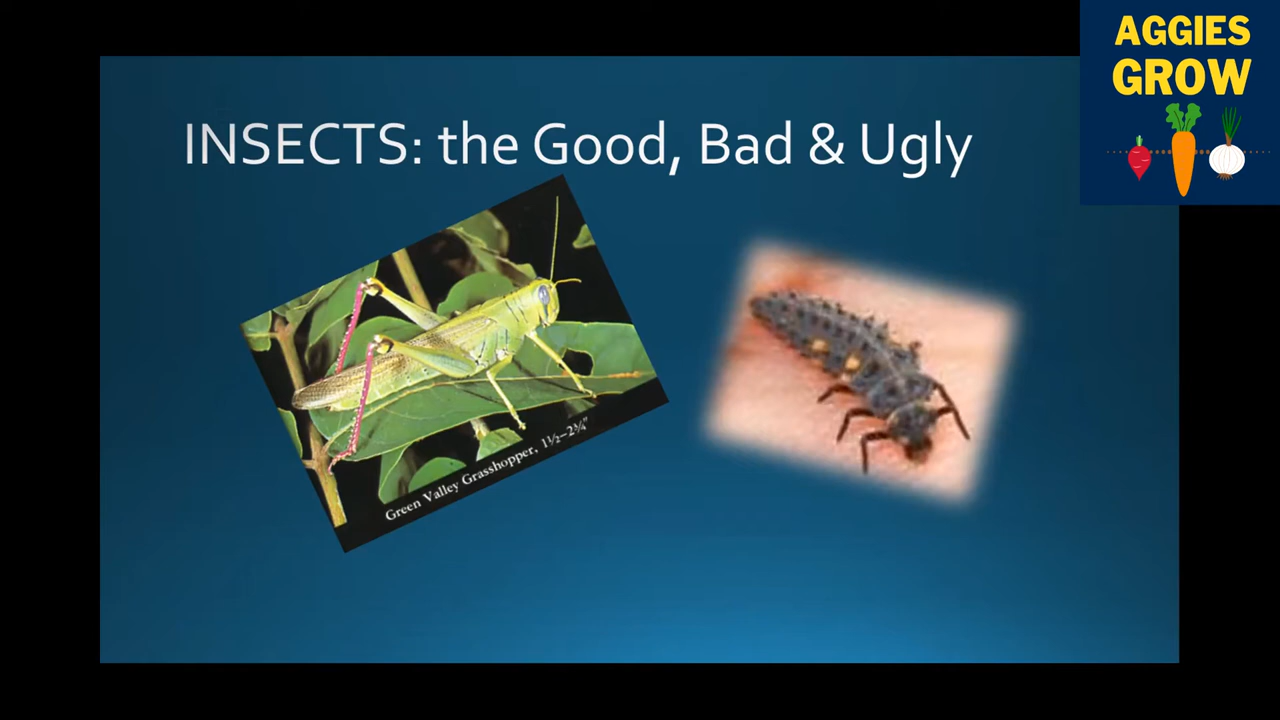 INSECTS: the Good, Bad & Ugly
AGGIES
GROW
Green Valley Grasshopper, 1½–2¾"